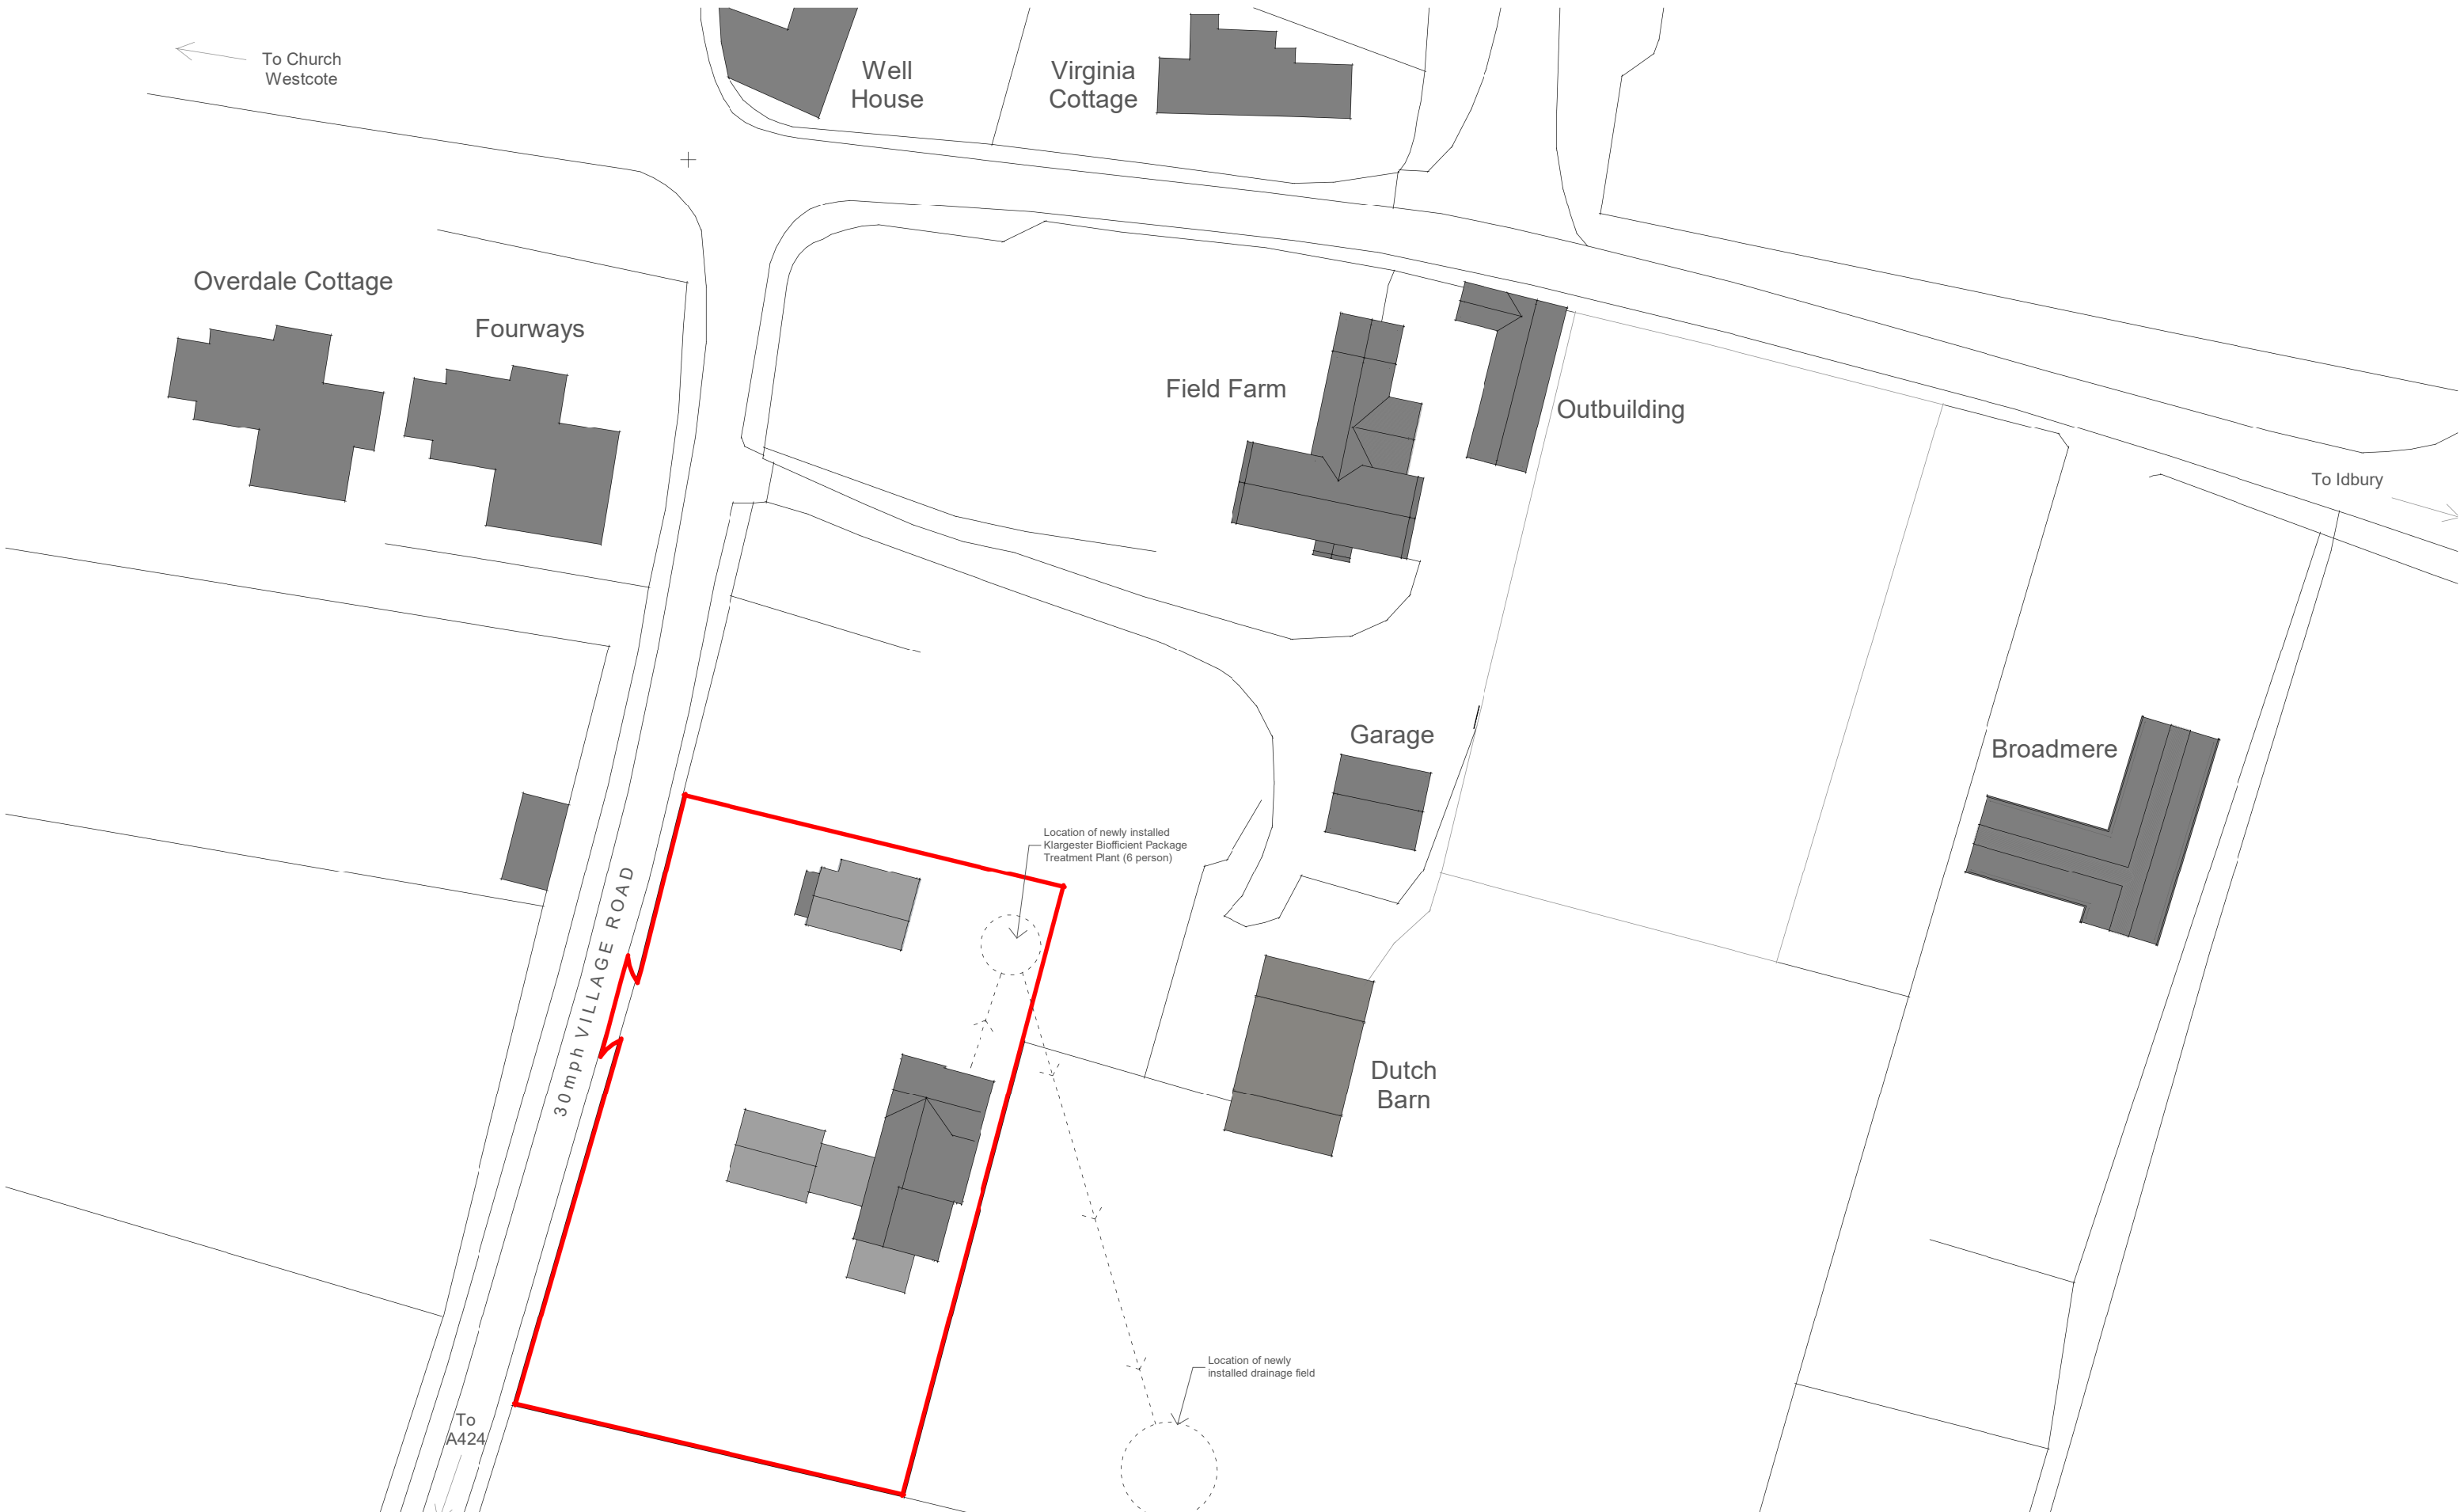 To Church
Westcote
Well
House
Virginia
Cottage
Overdale Cottage
Fourways
Field Farm
Outbuilding
To Idbury
Garage
Broadmere
Location of newly installed
Klargester Biofficient Package
Treatment Plant (6 person)
30mph VILLAGE ROAD
Dutch
Barn
Location of newly
installed drainage field
To
A424